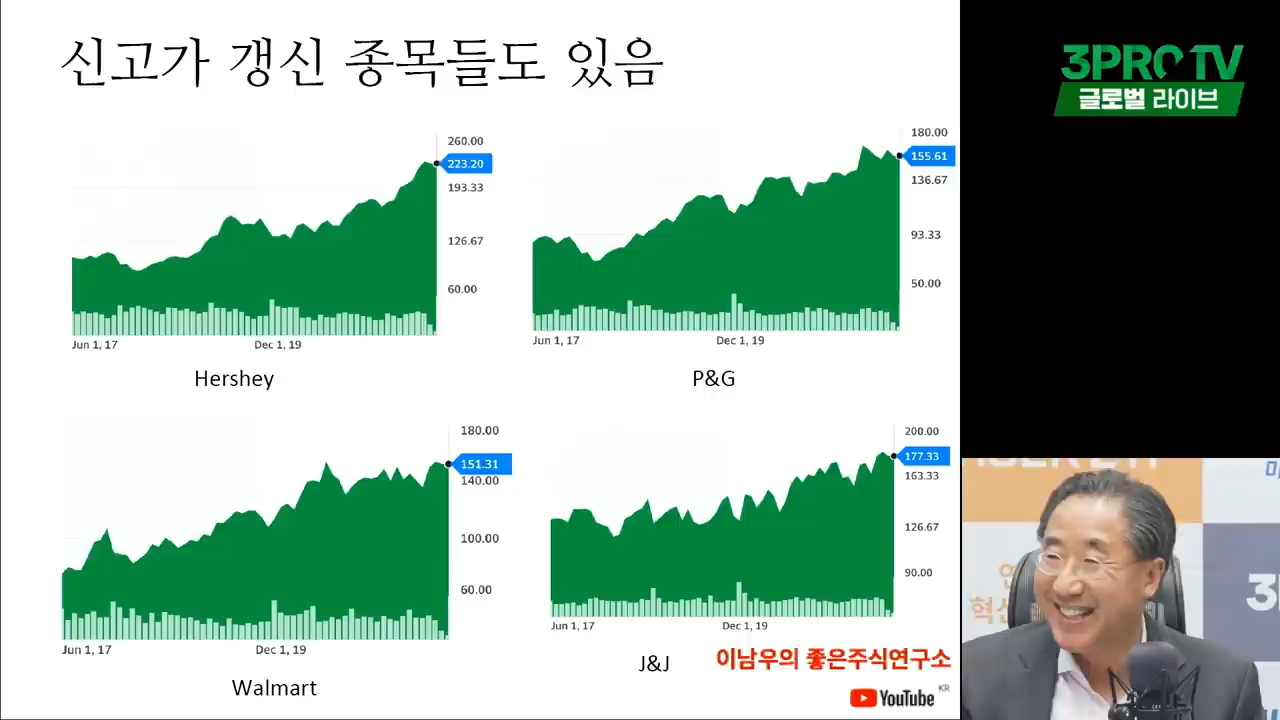 신고가 갱신 종목들도 있음
3PRO TV
글로벌 라이브
260.00
223.20
193.33
126.67
60.00
Jun 1, 17
Dec 1, 19
Hershey
180.00
155.61
136.67
93.33
50.00
Jun 1, 17
Dec 1, 19
P&G
180.00
151.31
140.00
100.00
60.00
Jun 1, 17
Dec 1, 19
Walmart
200.00
177.33
163.33
126.67
90.00
Jun 1, 17
Dec 1, 19
J&J
이남우의 좋은주식연구소
YouTube KR